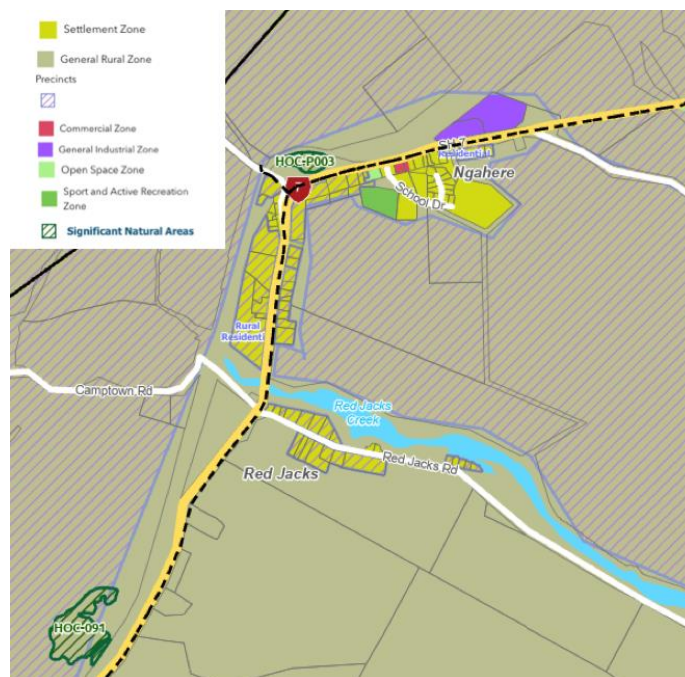 Settlement Zone
General Rural Zone
Precincts
Commercial Zone
General Industrial Zone
Open Space Zone
Sport and Active Recreation
Zone
Significant Natural Areas
HOC-P003
Residential
Ngahere
School Dr
Rural
Residenti
Camptown Rd
Red Jacks
Creek
Red Jacks Rd
Red Jacks
HOC-091